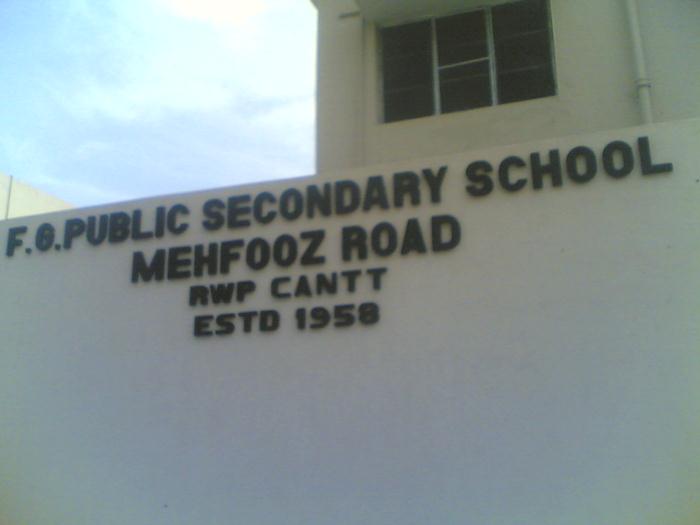 F.G.PUBLIC SECONDARY SCHOOL
MEHFOOZ ROAD
RWP CANTT
ESTD 1958